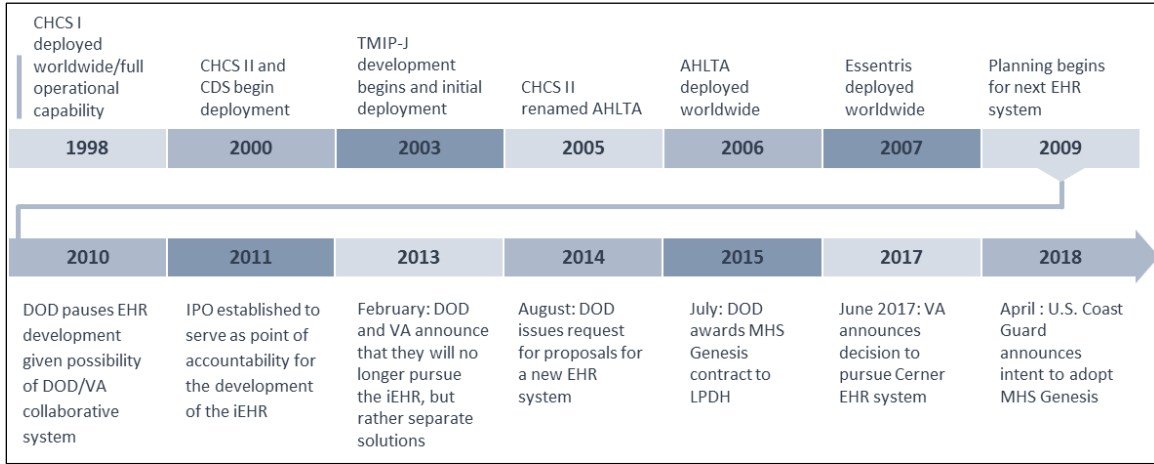 CHCS I
deployed
worldwide/full
operational
capability
CHCS II and
CDS begin
deployment
TMIP-J
development
begins and initial
deployment
CHCS II
renamed AHLTA
AHLTA
deployed
worldwide
Essentris
deployed
worldwide
Planning begins
for next EHR
system
1998
2000
2003
2005
2006
2007
2009
2010
2011
2013
2014
2015
2017
2018
DOD pauses EHR
development
given possibility
of DOD/VA
collaborative
system
IPO established to
serve as point of
accountability for
the development
of the iEHR
February: DOD
and VA announce
that they will no
longer pursue
the iEHR, but
rather separate
solutions
August: DOD
issues request
for proposals for
a new EHR
system
July: DOD
awards MHS
Genesis
contract to
LPDH
June 2017: VA
announces
decision to
pursue Cerner
EHR system
April : U.S. Coast
Guard
announces
intent to adopt
MHS Genesis